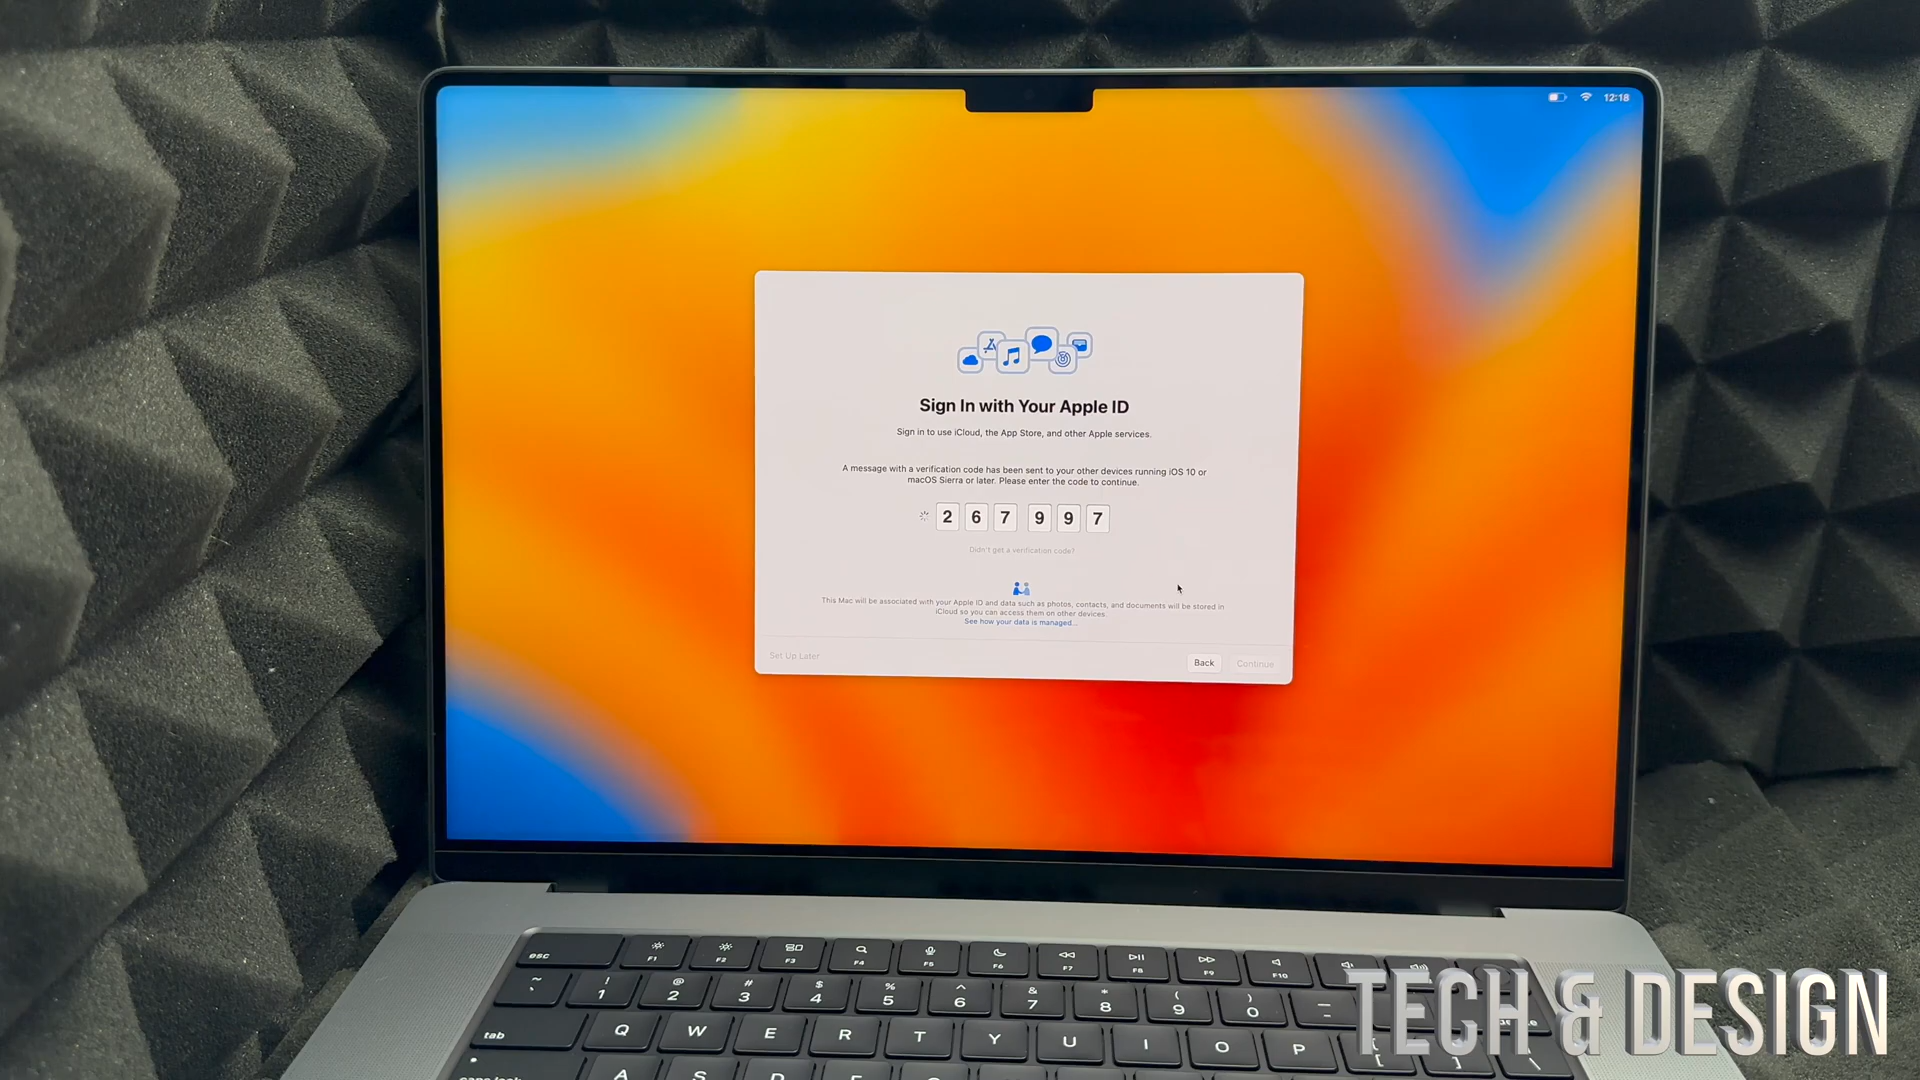 12:18
Sign In with Your Apple ID
Sign in to use iCloud, the App Store, and other Apple services.
A message with a verification code has been sent to your other devices running iOS 10 or
macOS Sierra or later. Please enter the code to continue.
2 6 7 9 9 7
Didn't get a verification code?
This Mac will be associated with your Apple ID and data such as photos, contacts, and documents will be stored in
iCloud so you can access them on other devices.
See how your data is managed...
Set Up Later
Back
Continue
esc F1 F2 F3 F4 F5 F6 F7 F8 F9 F10
~ ! @ # $ % ^ & * ( ) _
` 1 2 3 4 5 6 7 8 9 0 -
tab Q W E R T Y U I O P [ \
A S D
TECH & DESIGN